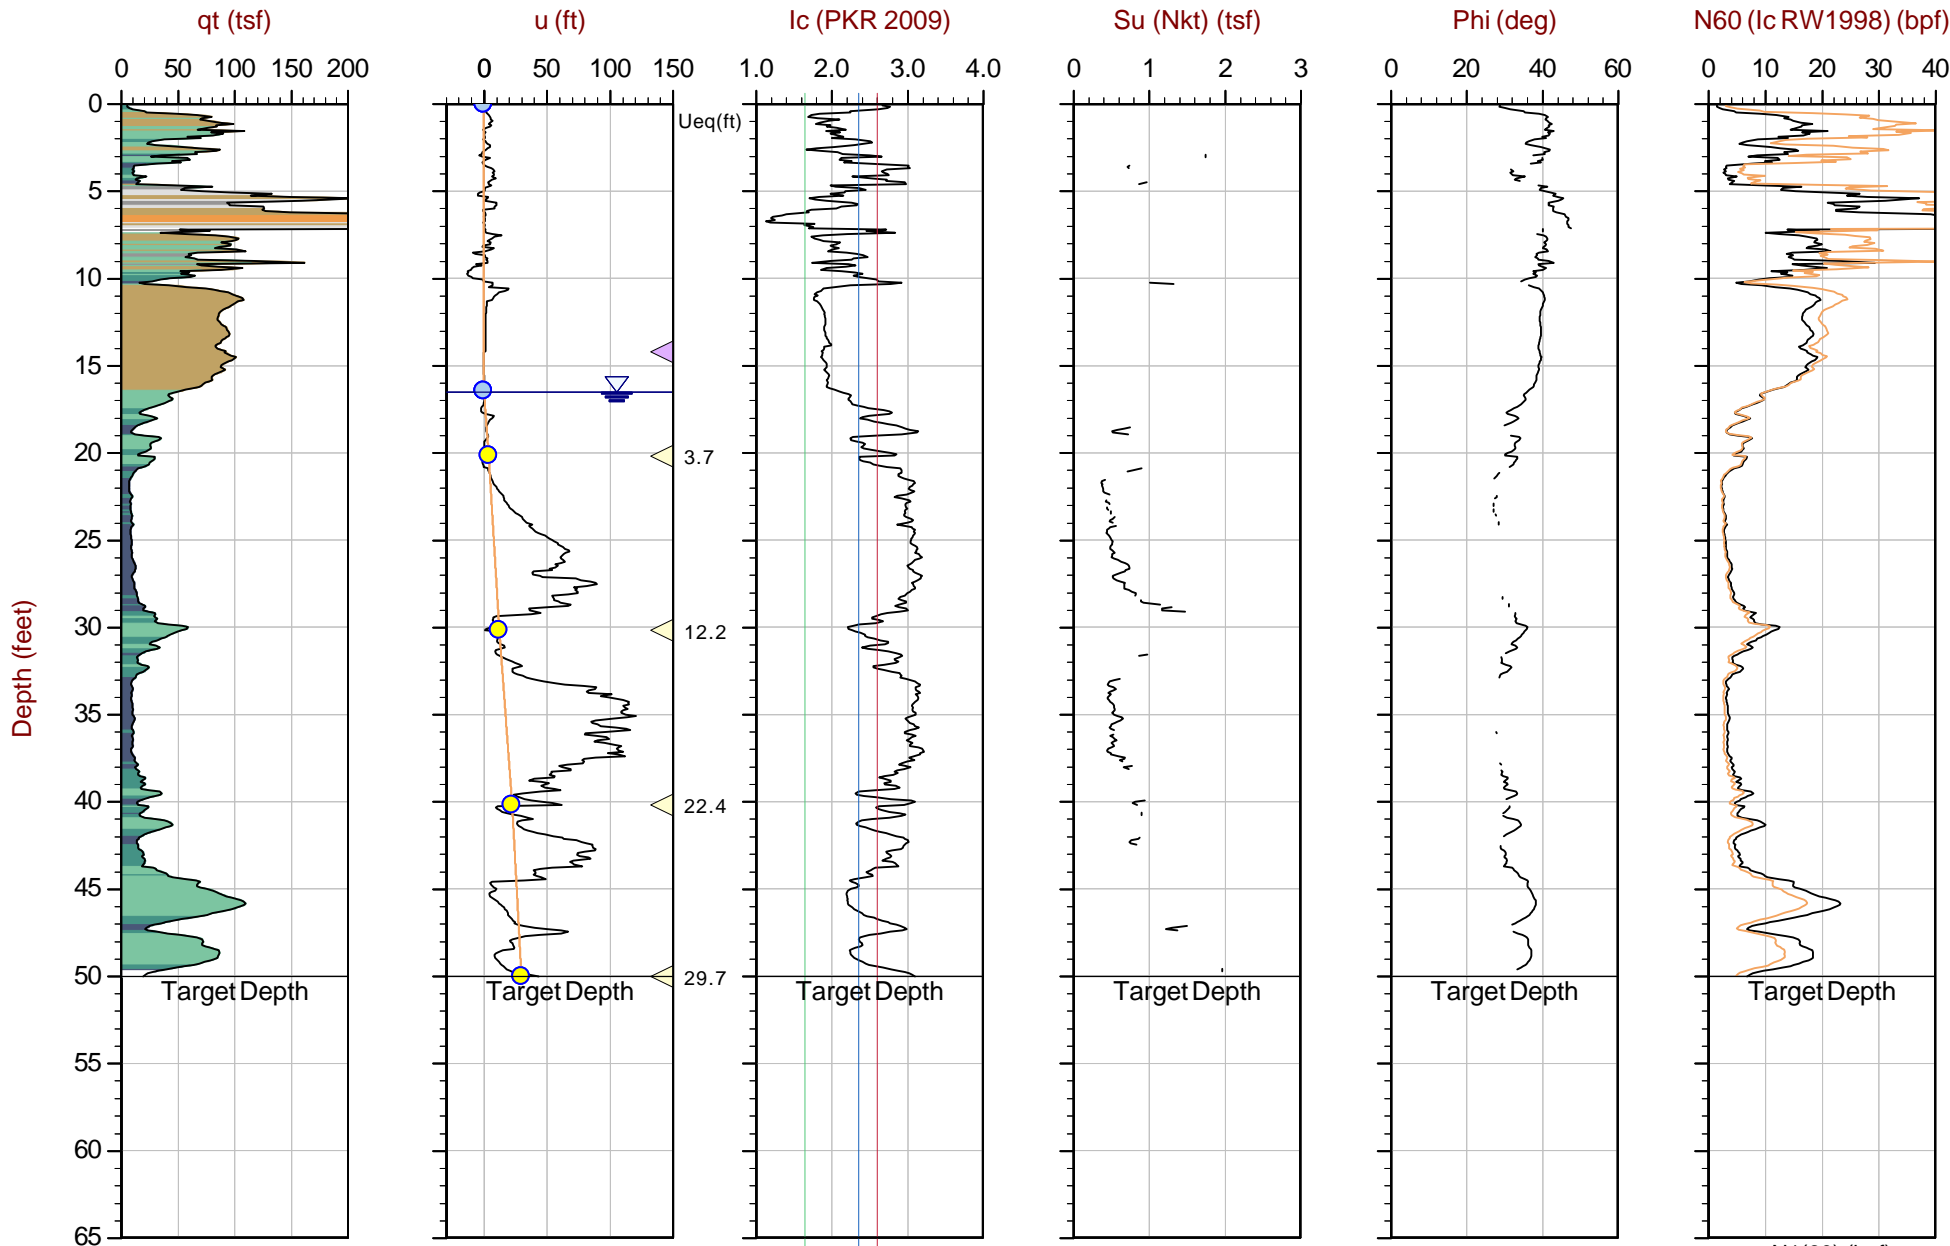 qt (tsf) u (ft) Ic (PKR 2009) Su (Nkt) (tsf) Phi (deg) N60 (Ic RW1998) (bpf)
0 50 100 150 200 0 50 100 150 1.0 2.0 3.0 4.0 0 1 2 3 0 20 40 60 0 10 20 30 40
0
Ueq(ft)
5
10
15
20 3.7
25
30 12.2
Depth (feet)
35
40 22.4
45
50 29.7
Target Depth Target Depth Target Depth Target Depth Target Depth Target Depth
55
60
65